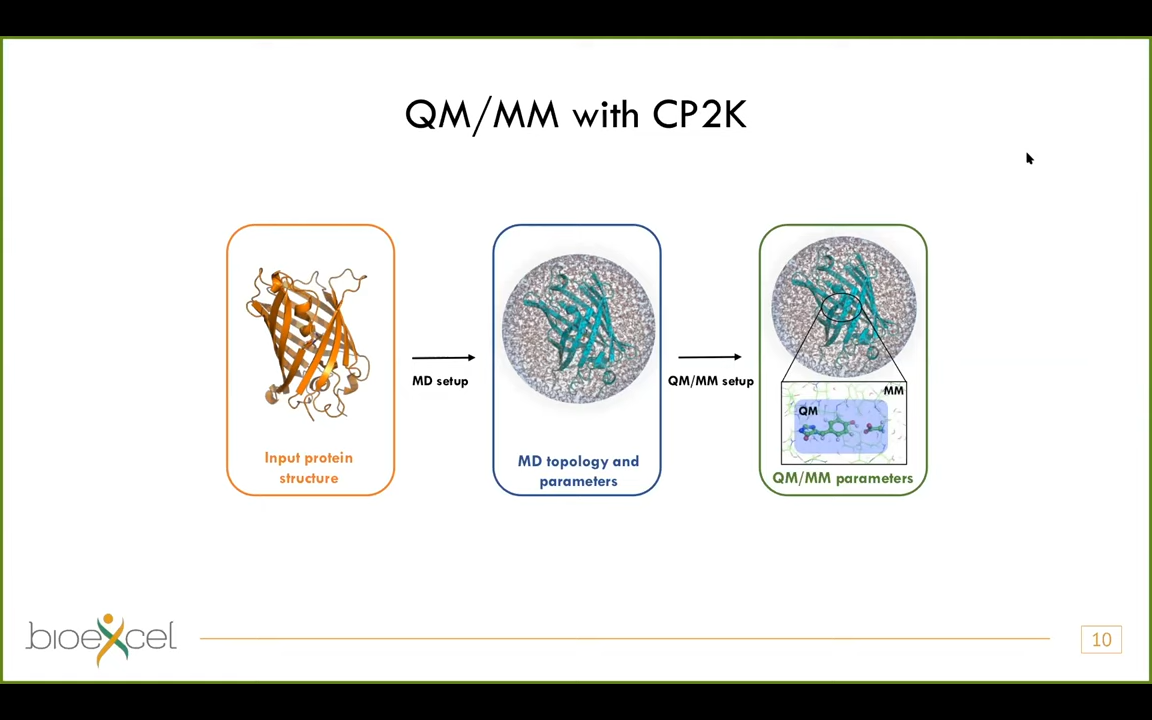 QM/MM with CP2K
MD setup
QM/MM setup
MM
QM
Input protein
structure
MD topology and
parameters
QM/MM parameters
bioexcel
10